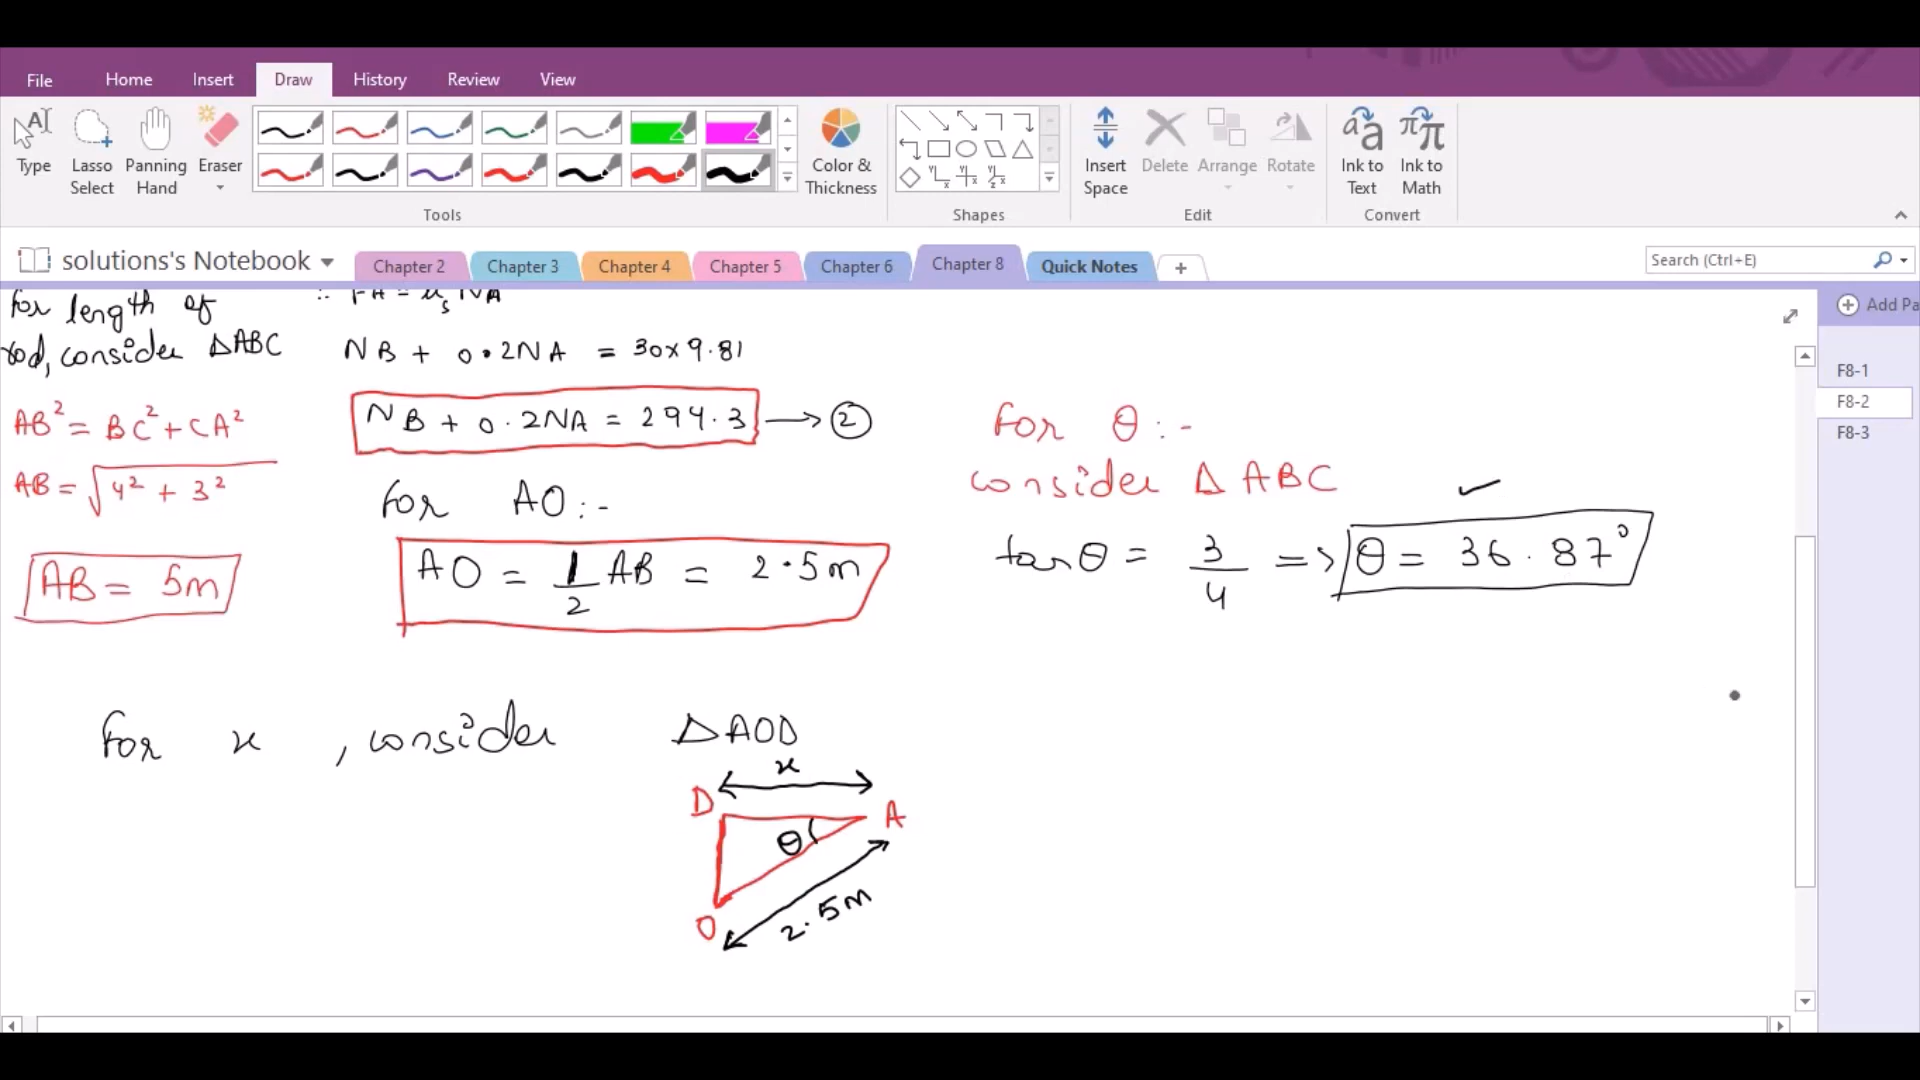 File Home Insert Draw History Review View
Type
Lasso Select
Panning Hand
Eraser
Color & Thickness
Insert Space
Delete
Arrange
Rotate
Ink to Text
Ink to Math
Tools Shapes Edit Convert
solutions's Notebook Chapter 2 Chapter 3 Chapter 4 Chapter 5 Chapter 6 Chapter 8 Quick Notes + Search (Ctrl+E)
Add Pa
F8-1
F8-2
F8-3
For length of
rod, consider ΔABC
AB² = BC² + CA²
AB = √4² + 3²
AB = 5m
∴ FA = μs NA
NB + 0.2NA = 30×9.81
NB + 0.2NA = 294.3 → ②
For AO:-
AO = 1/2 AB = 2.5m
For θ:-
consider Δ ABC
tanθ = 3/4 => θ = 36.87°
For x, consider ΔAOD
x
D A
θ
O 2.5m